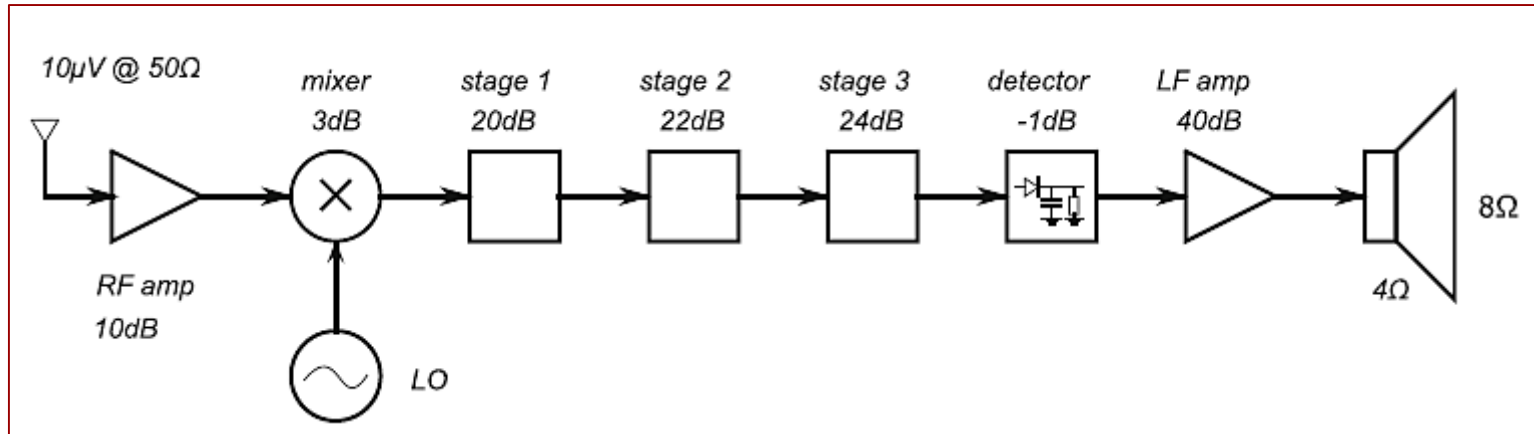 10µV @ 50Ω
mixer
3dB
stage 1
20dB
stage 2
22dB
stage 3
24dB
detector
-1dB
LF amp
40dB
8Ω
4Ω
RF amp
10dB
LO